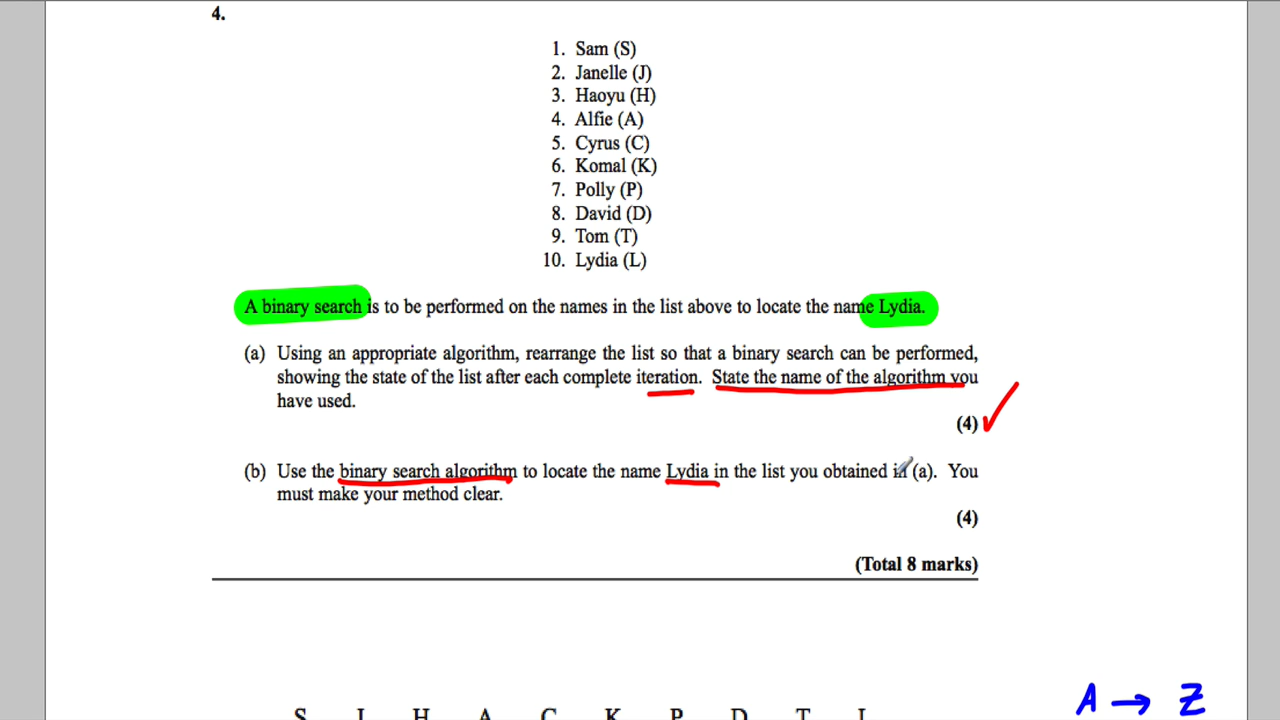 4.
1. Sam (S)
2. Janelle (J)
3. Haoyu (H)
4. Alfie (A)
5. Cyrus (C)
6. Komal (K)
7. Polly (P)
8. David (D)
9. Tom (T)
10. Lydia (L)
A binary search is to be performed on the names in the list above to locate the name Lydia.
(a) Using an appropriate algorithm, rearrange the list so that a binary search can be performed,
showing the state of the list after each complete iteration. State the name of the algorithm you
have used.
(4)
(b) Use the binary search algorithm to locate the name Lydia in the list you obtained in (a). You
must make your method clear.
(4)
(Total 8 marks)
A → Z
S J H A C K P D T L